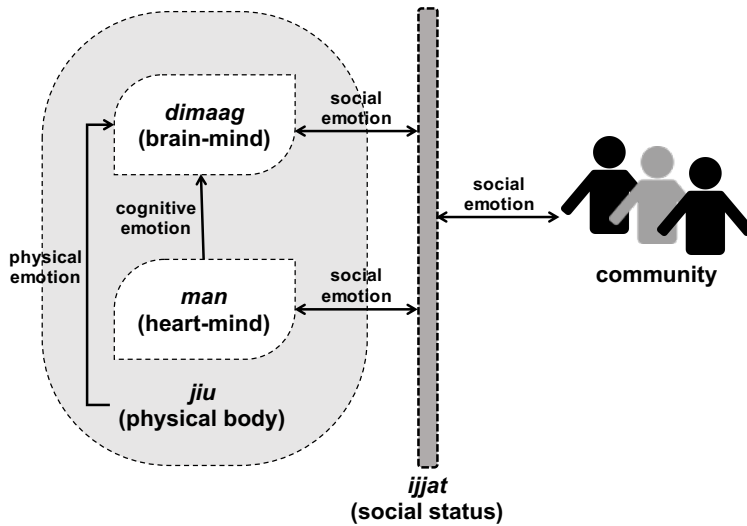 dimaag
(brain-mind)
social
emotion
cognitive
emotion
physical
emotion
man
(heart-mind)
social
emotion
jiu
(physical body)
social
emotion
community
ijjat
(social status)